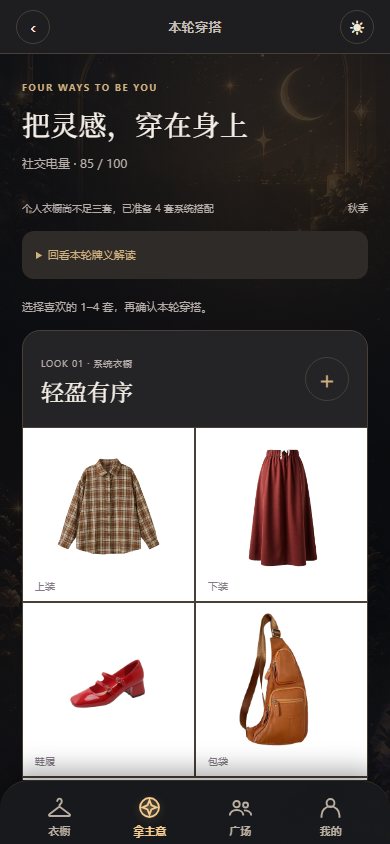 本轮穿搭
FOUR WAYS TO BE YOU
把灵感，穿在身上
社交电量 · 85 / 100
个人衣橱尚不足三套，已准备 4 套系统搭配
秋季
▶ 回看本轮牌义解读
选择喜欢的 1–4 套，再确认本轮穿搭。
LOOK 01 · 系统衣橱
轻盈有序
+
上装
下装
鞋履
包袋
衣橱
拿主意
广场
我的